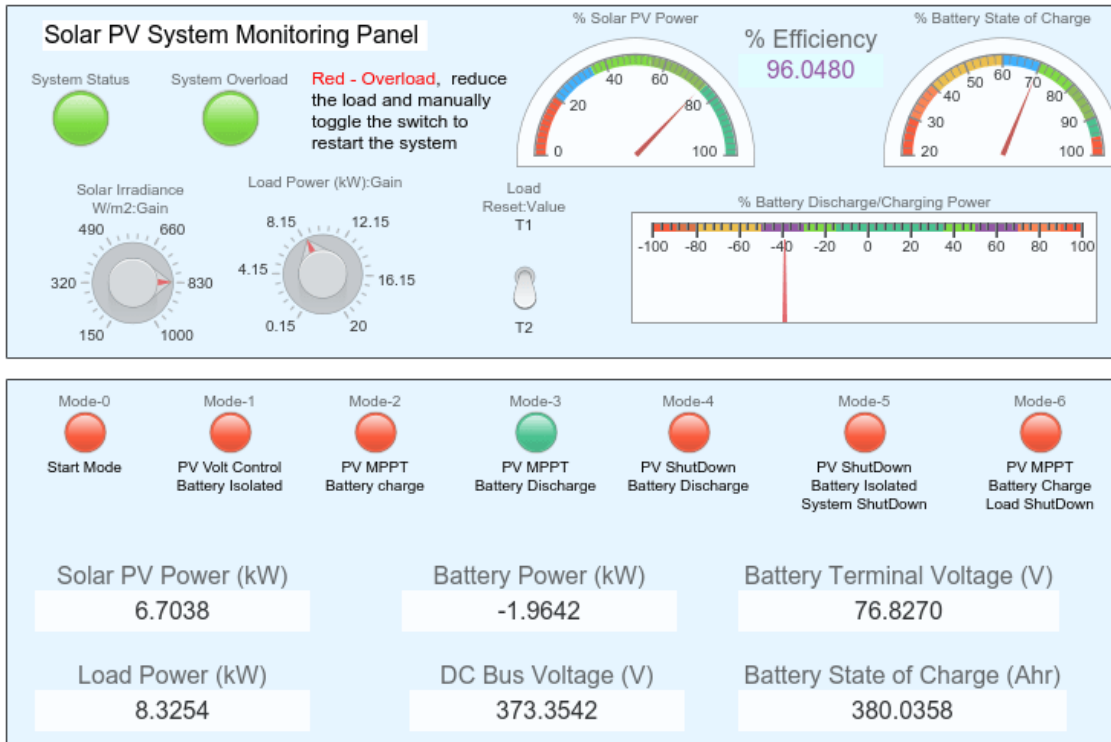 Solar PV System Monitoring Panel
System Status
System Overload
Red - Overload, reduce
the load and manually
toggle the switch to
restart the system
% Solar PV Power
0
20
40
60
80
100
% Efficiency
96.0480
% Battery State of Charge
20
30
40
50
60
70
80
90
100
Solar Irradiance
W/m2:Gain
150
320
490
660
830
1000
Load Power (kW):Gain
0.15
4.15
8.15
12.15
16.15
20
Load
Reset:Value
T1
T2
% Battery Discharge/Charging Power
-100 -80 -60 -40 -20 0 20 40 60 80 100
Mode-0
Start Mode
Mode-1
PV Volt Control
Battery Isolated
Mode-2
PV MPPT
Battery charge
Mode-3
PV MPPT
Battery Discharge
Mode-4
PV ShutDown
Battery Discharge
Mode-5
PV ShutDown
Battery Isolated
System ShutDown
Mode-6
PV MPPT
Battery Charge
Load ShutDown
Solar PV Power (kW)
6.7038
Battery Power (kW)
-1.9642
Battery Terminal Voltage (V)
76.8270
Load Power (kW)
8.3254
DC Bus Voltage (V)
373.3542
Battery State of Charge (Ahr)
380.0358